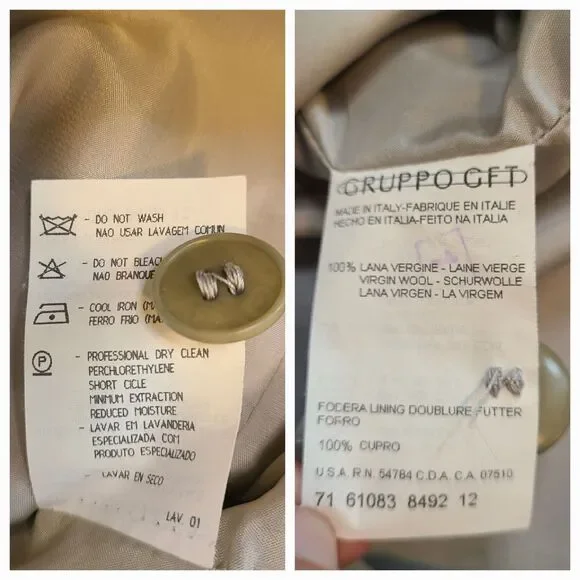 - DO NOT WASH
NAO USAR LAVAGEM COMUN
- DO NOT BLEAC
NAO BRANQUE
- COOL IRON (M
FERRO FRIO (MA
P
- PROFESSIONAL DRY CLEAN
PERCHLORETHYLENE
SHORT CICLE
MINIMUM EXTRACTION
REDUCED MOISTURE
- LAVAR EM LAVANDERIA
ESPECIALIZADA COM
PRODUTO ESPECIALIZADO
- LAVAR EN SECO
LAV 01
GRUPPO GFT
MADE IN ITALY-FABRIQUE EN ITALIE
HECHO EN ITALIA-FEITO NA ITALIA
100% LANA VERGINE - LAINE VIERGE
VIRGIN WOOL - SCHURWOLLE
LANA VIRGEN - LA VIRGEM
FODERA LINING DOUBLURE FUTTER
FORRO
100% CUPRO
U.S.A. R.N. 54784 C.D.A. C.A. 07510
71 61083 8492 12